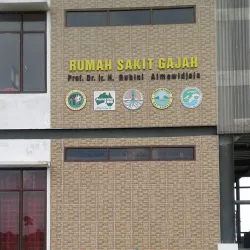 RUMAH SAKIT GAJAH
Prof. Dr. Ir. H. Rubini Atmawidjaja